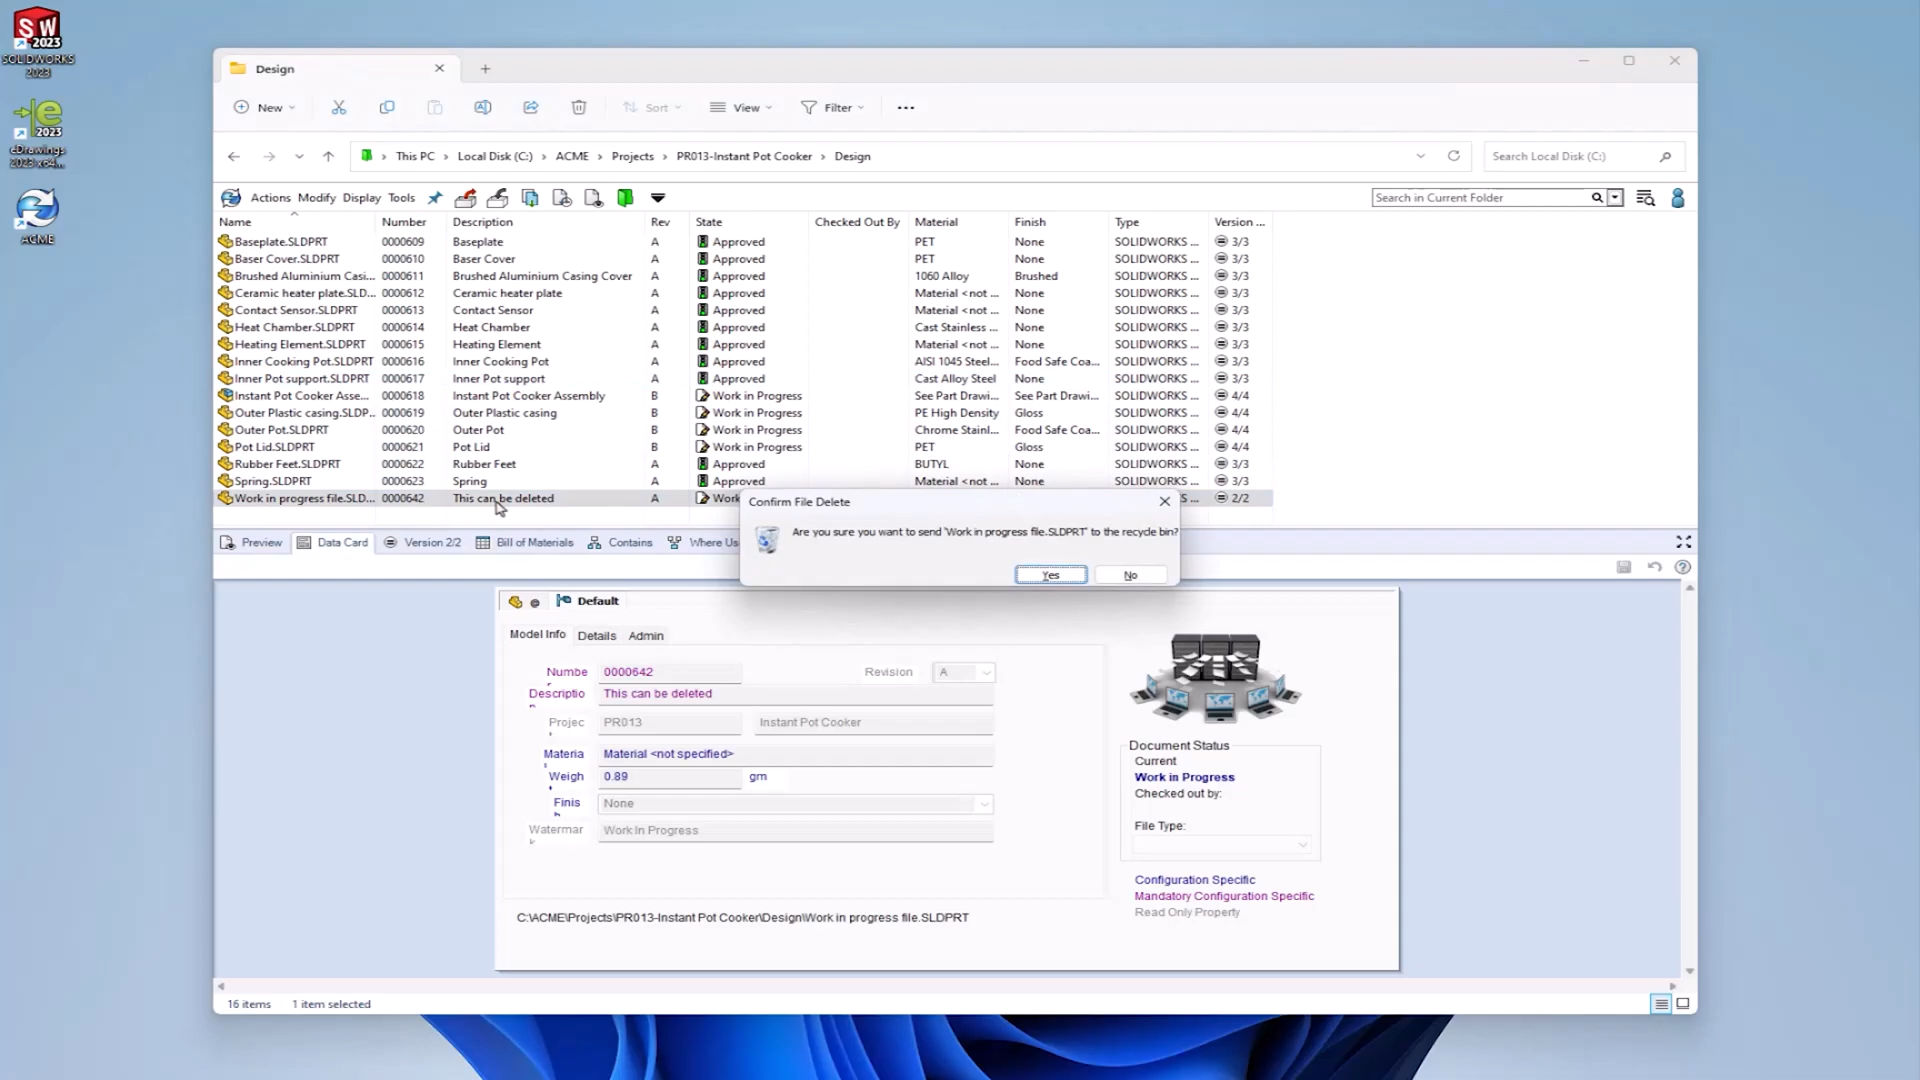 SOLIDWORKS
2023
eDrawings
2023 x64...
ACME
Design
New
Sort
View
Filter
This PC > Local Disk (C:) > ACME > Projects > PR013-Instant Pot Cooker > Design
Search Local Disk (C:)
Actions Modify Display Tools
Search in Current Folder
Name Number Description Rev State Checked Out By Material Finish Type Version ...
Baseplate.SLDPRT 0000609 Baseplate A Approved PET None SOLIDWORKS ... 3/3
Baser Cover.SLDPRT 0000610 Baser Cover A Approved PET None SOLIDWORKS ... 3/3
Brushed Aluminium Casi... 0000611 Brushed Aluminium Casing Cover A Approved 1060 Alloy Brushed SOLIDWORKS ... 3/3
Ceramic heater plate.SLD... 0000612 Ceramic heater plate A Approved Material <not ... None SOLIDWORKS ... 3/3
Contact Sensor.SLDPRT 0000613 Contact Sensor A Approved Material <not ... None SOLIDWORKS ... 3/3
Heat Chamber.SLDPRT 0000614 Heat Chamber A Approved Cast Stainless ... None SOLIDWORKS ... 3/3
Heating Element.SLDPRT 0000615 Heating Element A Approved Material <not ... None SOLIDWORKS ... 3/3
Inner Cooking Pot.SLDPRT 0000616 Inner Cooking Pot A Approved AISI 1045 Steel... Food Safe Coa... SOLIDWORKS ... 3/3
Inner Pot support.SLDPRT 0000617 Inner Pot support A Approved Cast Alloy Steel None SOLIDWORKS ... 3/3
Instant Pot Cooker Asse... 0000618 Instant Pot Cooker Assembly B Work in Progress See Part Drawi... See Part Drawi... SOLIDWORKS ... 4/4
Outer Plastic casing.SLDP... 0000619 Outer Plastic casing B Work in Progress PE High Density Gloss SOLIDWORKS ... 4/4
Outer Pot.SLDPRT 0000620 Outer Pot B Work in Progress Chrome Stainl... Food Safe Coa... SOLIDWORKS ... 4/4
Pot Lid.SLDPRT 0000621 Pot Lid B Work in Progress PET Gloss SOLIDWORKS ... 4/4
Rubber Feet.SLDPRT 0000622 Rubber Feet A Approved BUTYL None SOLIDWORKS ... 3/3
Spring.SLDPRT 0000623 Spring A Approved Material <not ... None SOLIDWORKS ... 3/3
Work in progress file.SLD... 0000642 This can be deleted A Work S ... 2/2
Confirm File Delete
Are you sure you want to send 'Work in progress file.SLDPRT' to the recycle bin?
Yes No
Preview Data Card Version 2/2 Bill of Materials Contains Where Us
@ Default
Model Info Details Admin
Numbe 0000642 Revision A
Descriptio This can be deleted
Projec PR013 Instant Pot Cooker
Materia Material <not specified>
Weigh 0.89 gm
Finis None
Watermar Work In Progress
Document Status
Current
Work in Progress
Checked out by:
File Type:
Configuration Specific
Mandatory Configuration Specific
Read Only Property
C:\ACME\Projects\PR013-Instant Pot Cooker\Design\Work in progress file.SLDPRT
16 items 1 item selected